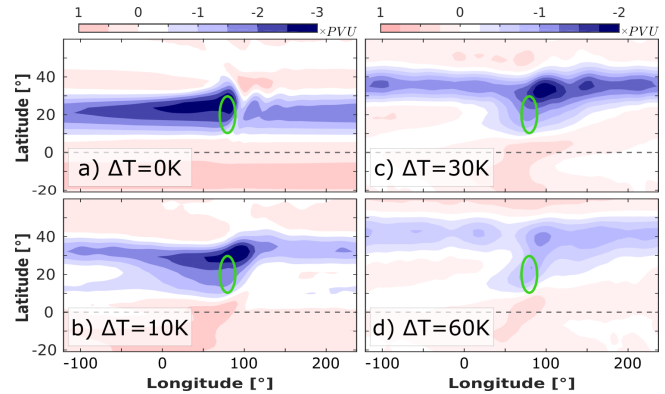 1 0 -1 -2 -3 ×PVU
1 0 -1 -2 ×PVU
Latitude [°]
40
20
0
-20
a) ΔT=0K
c) ΔT=30K
Latitude [°]
40
20
0
-20
b) ΔT=10K
d) ΔT=60K
-100 0 100 200
-100 0 100 200
Longitude [°]
Longitude [°]